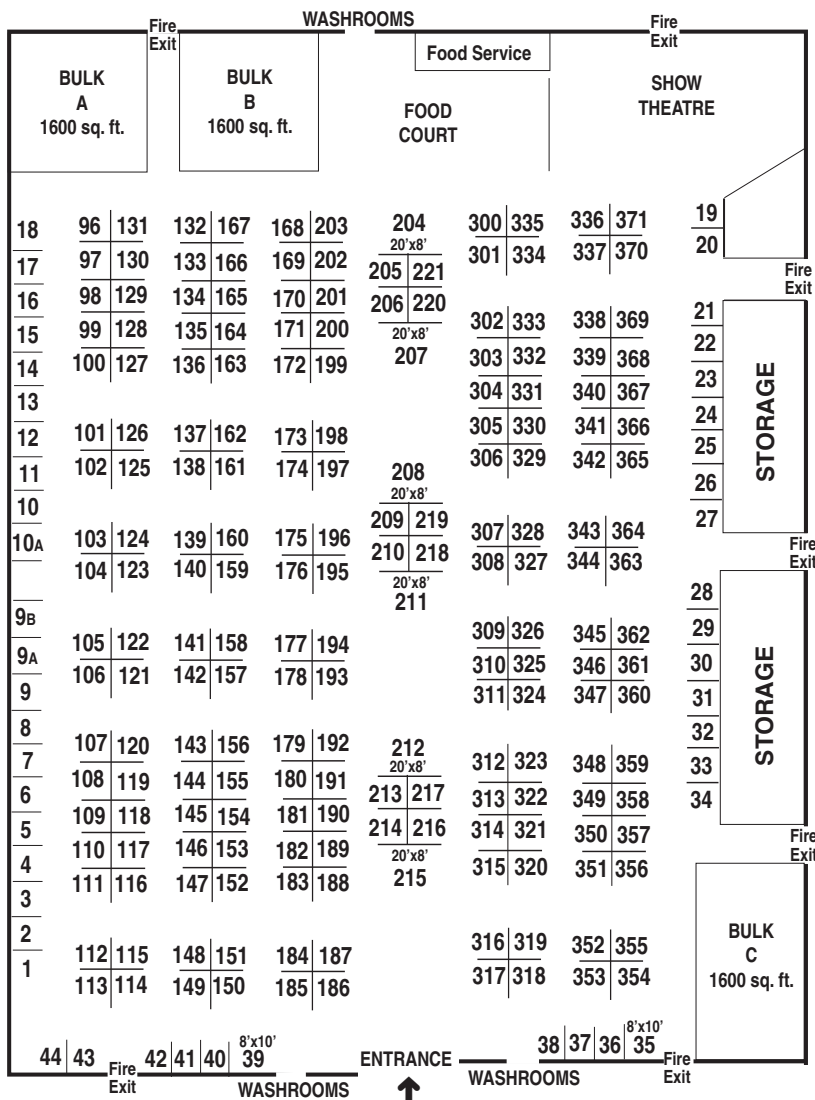 WASHROOMS
Fire
Exit
Fire
Exit
Food Service
BULK
A
1600 sq. ft.
BULK
B
1600 sq. ft.
FOOD
COURT
SHOW
THEATRE
18
17
16
15
14
13
12
11
10
10A
9B
9A
9
8
7
6
5
4
3
2
1
96 131
97 130
98 129
99 128
100 127
101 126
102 125
103 124
104 123
105 122
106 121
107 120
108 119
109 118
110 117
111 116
112 115
113 114
132 167
133 166
134 165
135 164
136 163
137 162
138 161
139 160
140 159
141 158
142 157
143 156
144 155
145 154
146 153
147 152
148 151
149 150
168 203
169 202
170 201
171 200
172 199
173 198
174 197
175 196
176 195
177 194
178 193
179 192
180 191
181 190
182 189
183 188
184 187
185 186
204
20'x8'
205 221
206 220
20'x8'
207
208
20'x8'
209 219
210 218
20'x8'
211
212
20'x8'
213 217
214 216
20'x8'
215
300 335
301 334
302 333
303 332
304 331
305 330
306 329
307 328
308 327
309 326
310 325
311 324
312 323
313 322
314 321
315 320
316 319
317 318
336 371
337 370
338 369
339 368
340 367
341 366
342 365
343 364
344 363
345 362
346 361
347 360
348 359
349 358
350 357
351 356
352 355
353 354
19
20
Fire
Exit
21
22
23
24
25
26
27
STORAGE
Fire
Exit
28
29
30
31
32
33
34
STORAGE
Fire
Exit
BULK
C
1600 sq. ft.
44 43
Fire
Exit
42 41 40
8'x10'
39
WASHROOMS
ENTRANCE
WASHROOMS
38 37 36
8'x10'
35
Fire
Exit